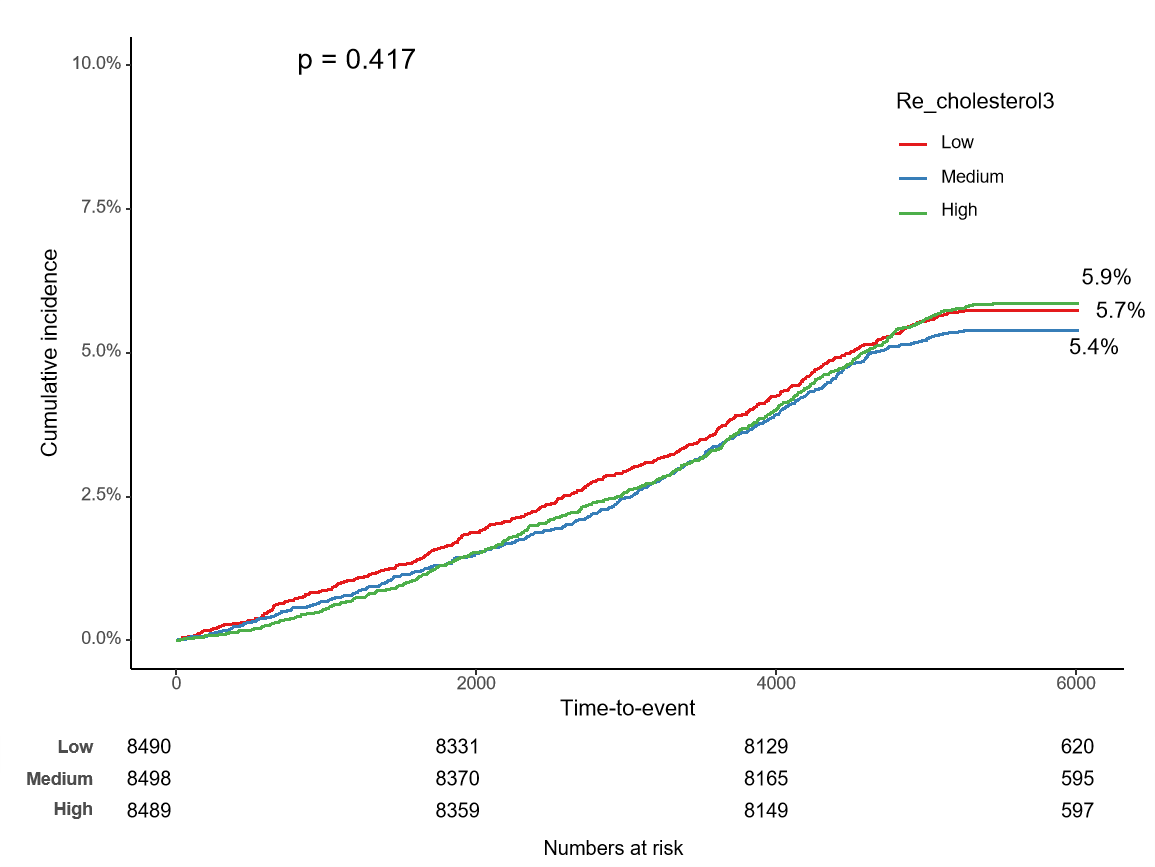 p = 0.417
10.0%
7.5%
5.0%
2.5%
0.0%
Cumulative incidence
Re_cholesterol3
Low
Medium
High
5.9%
5.7%
5.4%
0 2000 4000 6000
Time-to-event
Low 8490 8331 8129 620
Medium 8498 8370 8165 595
High 8489 8359 8149 597
Numbers at risk